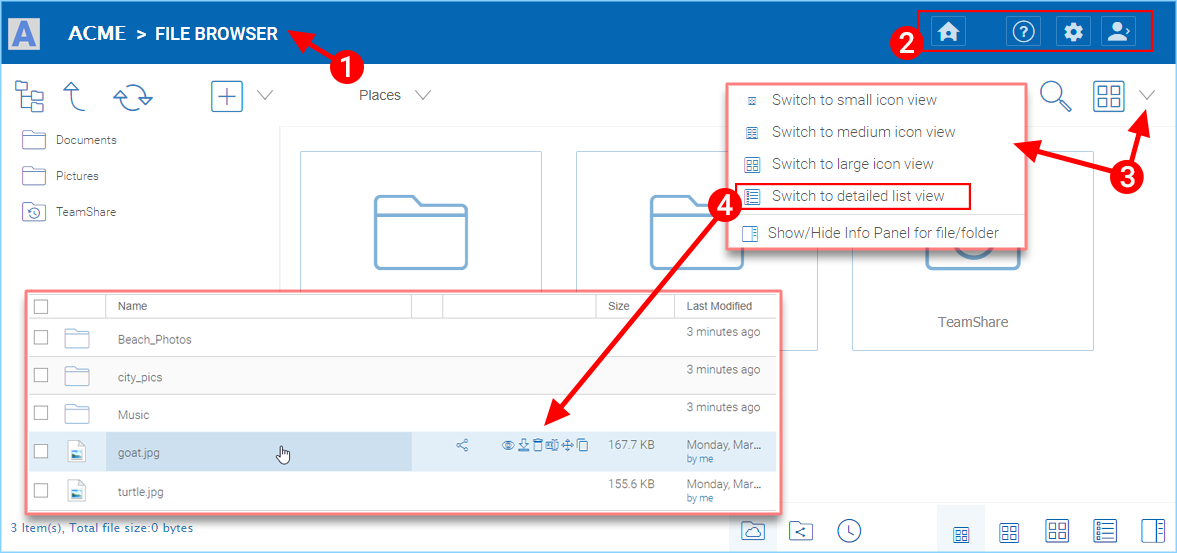 A ACME > FILE BROWSER
1
2
Places
Switch to small icon view
Switch to medium icon view
Switch to large icon view
Switch to detailed list view
Show/Hide Info Panel for file/folder
3
4
Documents
Pictures
TeamShare
TeamShare
Name Size Last Modified
Beach_Photos 3 minutes ago
city_pics 3 minutes ago
Music 3 minutes ago
goat.jpg 167.7 KB Monday, Mar...
by me
turtle.jpg 155.6 KB Monday, Mar...
by me
3 Item(s), Total file size:0 bytes